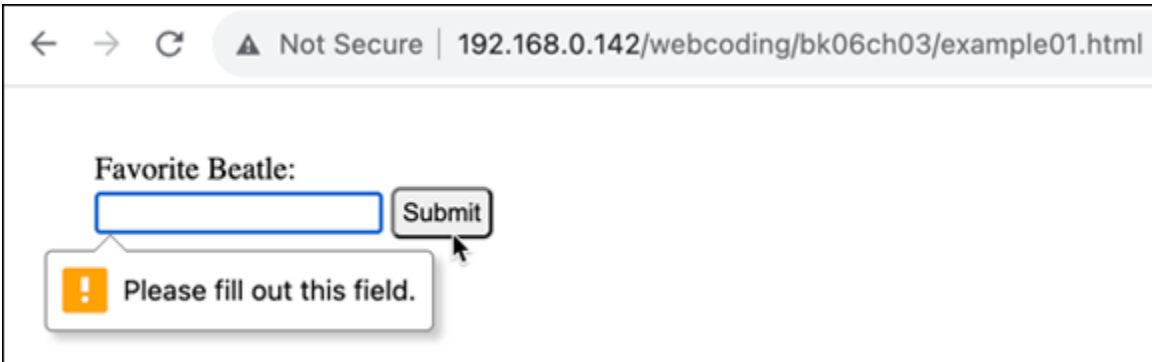 Not Secure | 192.168.0.142/webcoding/bk06ch03/example01.html
Favorite Beatle:
Submit
Please fill out this field.